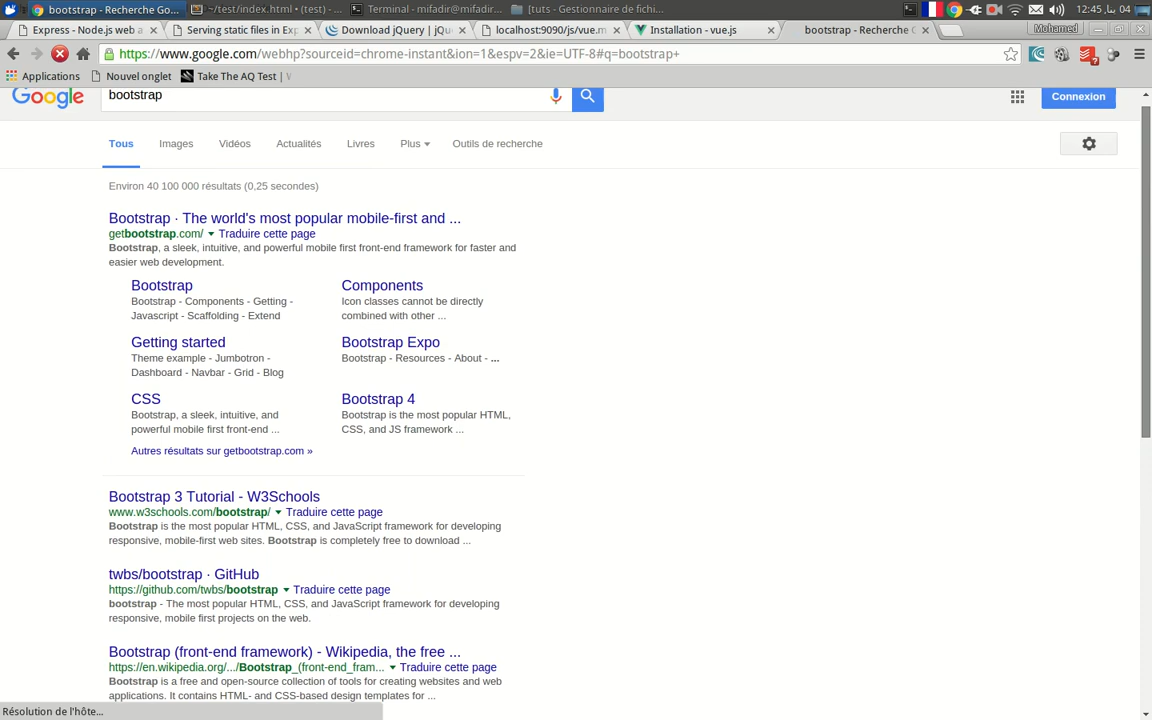 bootstrap - Recherche Go...
~/test/index.html • (test) - ...
Terminal - mifadir@mifadir...
[tuts - Gestionnaire de fichi...
12:45
Express - Node.js web a
Serving static files in Exp
Download jQuery | jQu
localhost:9090/js/vue.m
Installation - vue.js
bootstrap - Recherche G
Mohamed
https://www.google.com/webhp?sourceid=chrome-instant&ion=1&espv=2&ie=UTF-8#q=bootstrap+
Applications
Nouvel onglet
Take The AQ Test |
Google
bootstrap
Connexion
Tous
Images
Vidéos
Actualités
Livres
Plus
Outils de recherche
Environ 40 100 000 résultats (0,25 secondes)
Bootstrap · The world's most popular mobile-first and ...
getbootstrap.com/ Traduire cette page
Bootstrap, a sleek, intuitive, and powerful mobile first front-end framework for faster and
easier web development.
Bootstrap
Bootstrap - Components - Getting -
Javascript - Scaffolding - Extend
Components
Icon classes cannot be directly
combined with other ...
Getting started
Theme example - Jumbotron -
Dashboard - Navbar - Grid - Blog
Bootstrap Expo
Bootstrap - Resources - About - ...
CSS
Bootstrap, a sleek, intuitive, and
powerful mobile first front-end ...
Bootstrap 4
Bootstrap is the most popular HTML,
CSS, and JS framework ...
Autres résultats sur getbootstrap.com »
Bootstrap 3 Tutorial - W3Schools
www.w3schools.com/bootstrap/ Traduire cette page
Bootstrap is the most popular HTML, CSS, and JavaScript framework for developing
responsive, mobile-first web sites. Bootstrap is completely free to download ...
twbs/bootstrap · GitHub
https://github.com/twbs/bootstrap Traduire cette page
bootstrap - The most popular HTML, CSS, and JavaScript framework for developing
responsive, mobile first projects on the web.
Bootstrap (front-end framework) - Wikipedia, the free ...
https://en.wikipedia.org/.../Bootstrap_(front-end_fram... Traduire cette page
Bootstrap is a free and open-source collection of tools for creating websites and web
applications. It contains HTML- and CSS-based design templates for ...
Résolution de l'hôte...